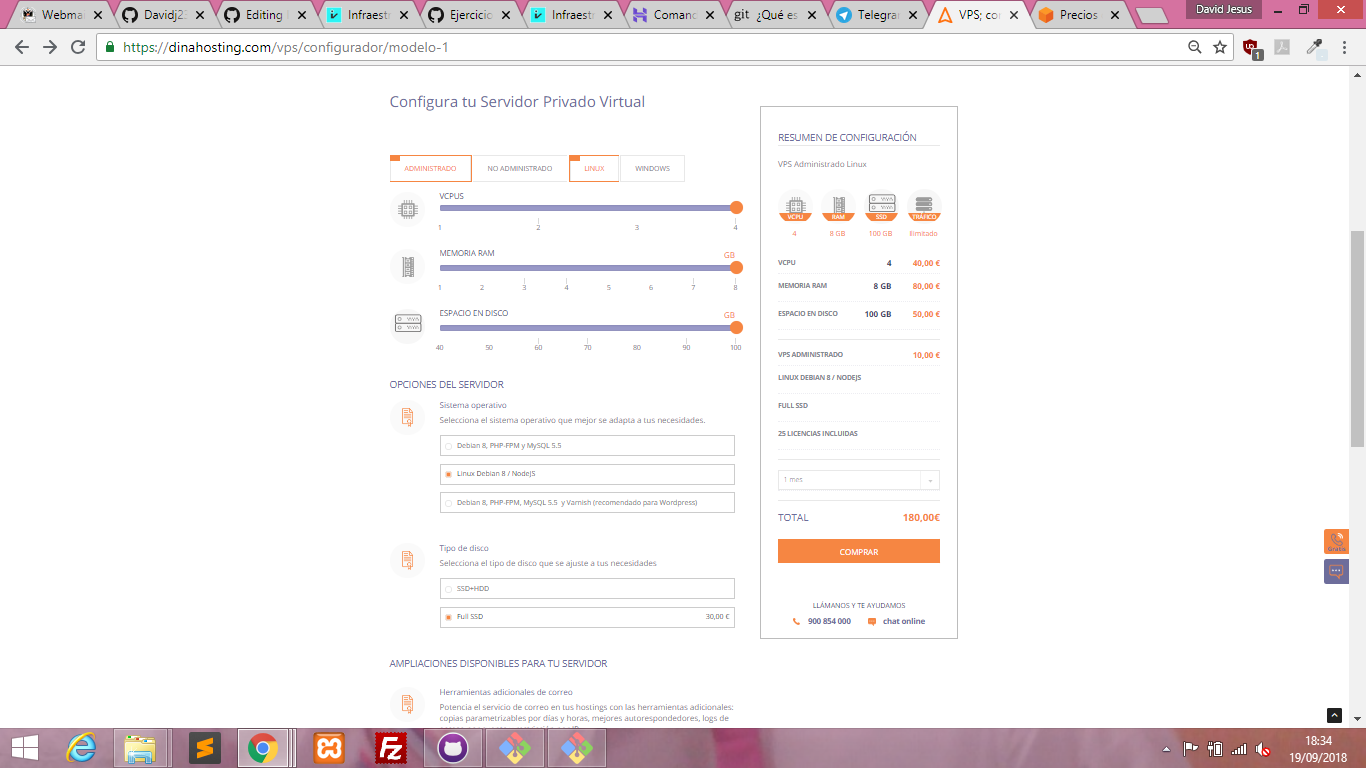 Webma
Davidj2
Editing
Infraestr
Ejercicio
Infraestr
Comanc
git ¿Qué es
Telegrar
VPS; cor
Precios
David Jesus
https://dinahosting.com/vps/configurador/modelo-1
Configura tu Servidor Privado Virtual
ADMINISTRADO
NO ADMINISTRADO
LINUX
WINDOWS
VCPUS
1 2 3 4
MEMORIA RAM
GB
1 2 3 4 5 6 7 8
ESPACIO EN DISCO
GB
40 50 60 70 80 90 100
OPCIONES DEL SERVIDOR
Sistema operativo
Selecciona el sistema operativo que mejor se adapta a tus necesidades.
Debian 8, PHP-FPM y MySQL 5.5
Linux Debian 8 / NodeJS
Debian 8, PHP-FPM, MySQL 5.5 y Varnish (recomendado para Wordpress)
Tipo de disco
Selecciona el tipo de disco que se ajuste a tus necesidades
SSD+HDD
Full SSD 30,00 €
AMPLIACIONES DISPONIBLES PARA TU SERVIDOR
Herramientas adicionales de correo
Potencia el servicio de correo en tus hostings con las herramientas adicionales:
copias parametrizables por días y horas, mejores autorespondedores, logs de
RESUMEN DE CONFIGURACIÓN
VPS Administrado Linux
VCPU RAM SSD TRÁFICO
4 8 GB 100 GB Ilimitado
VCPU 4 40,00 €
MEMORIA RAM 8 GB 80,00 €
ESPACIO EN DISCO 100 GB 50,00 €
VPS ADMINISTRADO 10,00 €
LINUX DEBIAN 8 / NODEJS
FULL SSD
25 LICENCIAS INCLUIDAS
1 mes
TOTAL 180,00€
COMPRAR
LLÁMANOS Y TE AYUDAMOS
900 854 000 chat online
Gratis
18:34
19/09/2018